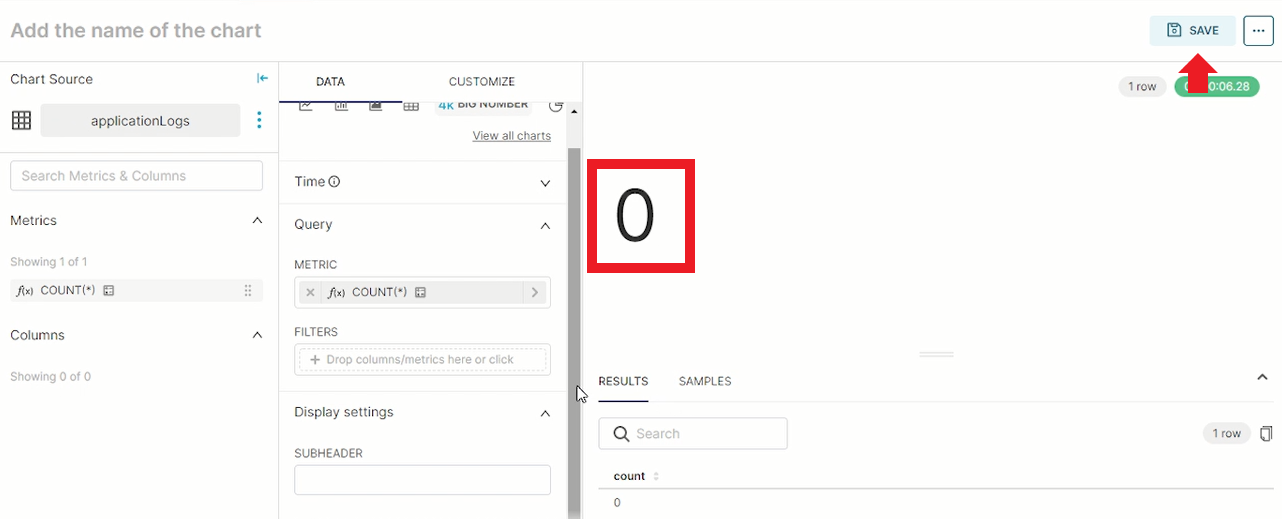 Add the name of the chart
SAVE
...
Chart Source
DATA
CUSTOMIZE
1 row
0:06.28
4K BIG NUMBER
applicationLogs
View all charts
Search Metrics & Columns
Time
0
Metrics
Query
Showing 1 of 1
METRIC
f(x) COUNT(*)
f(x) COUNT(*)
Columns
FILTERS
+ Drop columns/metrics here or click
Showing 0 of 0
RESULTS
SAMPLES
Display settings
Search
1 row
SUBHEADER
count
0